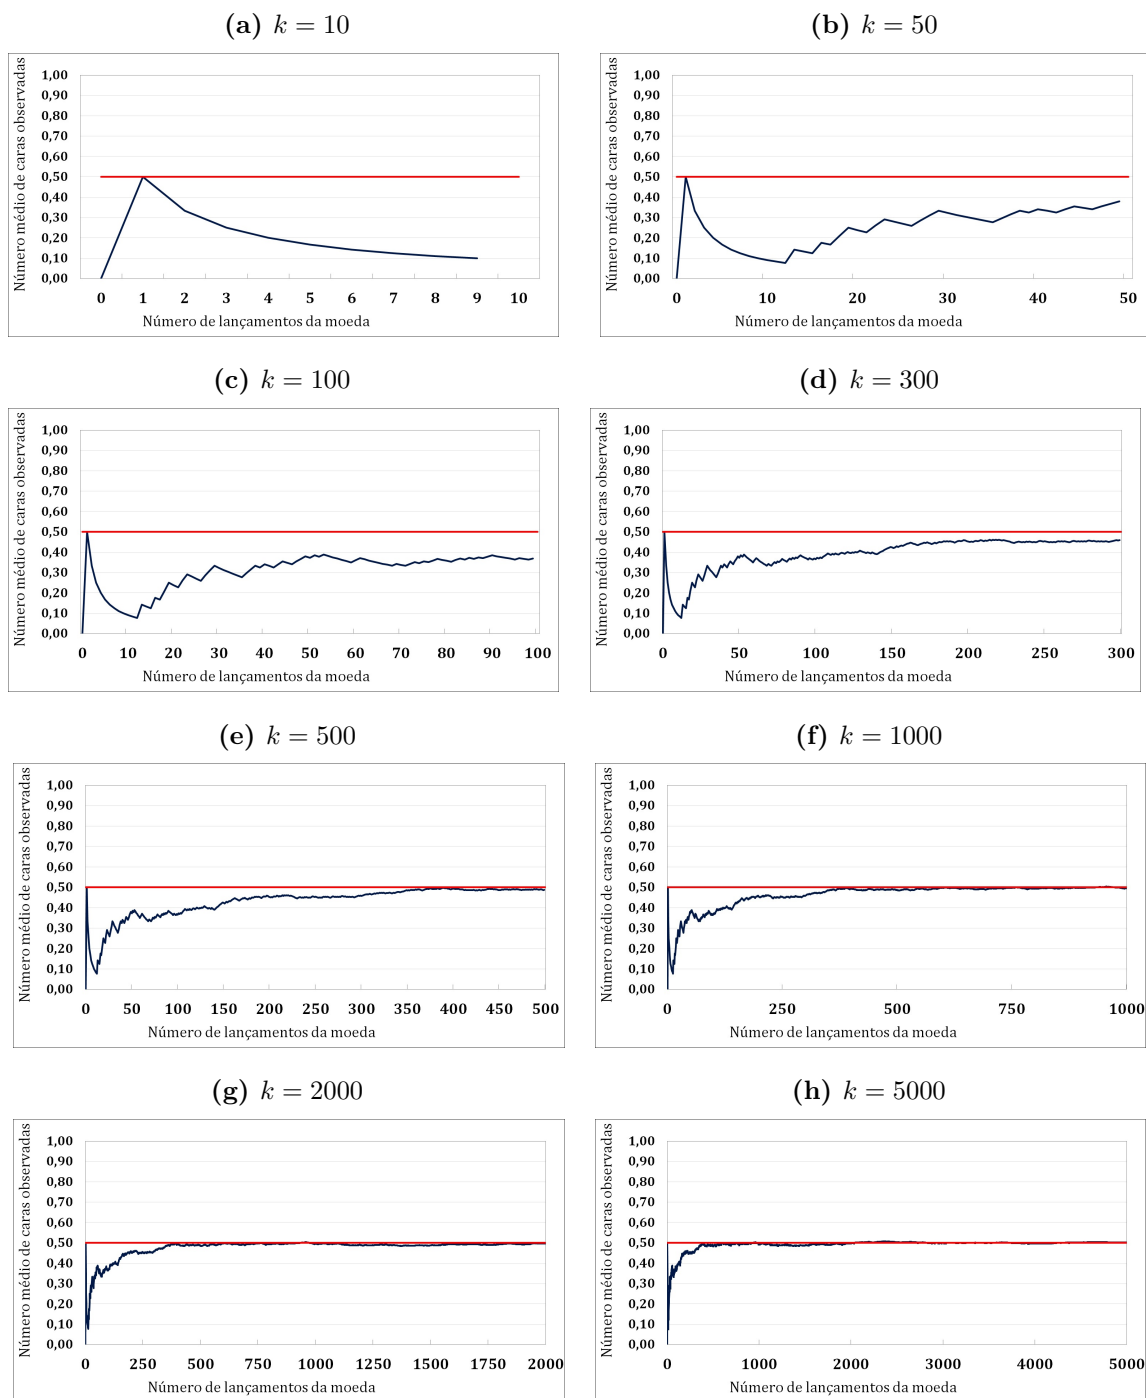 (a) k = 10
Número médio de caras observadas
1,00
0,90
0,80
0,70
0,60
0,50
0,40
0,30
0,20
0,10
0,00
0 1 2 3 4 5 6 7 8 9 10
Número de lançamentos da moeda
(b) k = 50
Número médio de caras observadas
1,00
0,90
0,80
0,70
0,60
0,50
0,40
0,30
0,20
0,10
0,00
0 10 20 30 40 50
Número de lançamentos da moeda
(c) k = 100
Número médio de caras observadas
1,00
0,90
0,80
0,70
0,60
0,50
0,40
0,30
0,20
0,10
0,00
0 10 20 30 40 50 60 70 80 90 100
Número de lançamentos da moeda
(d) k = 300
Número médio de caras observadas
1,00
0,90
0,80
0,70
0,60
0,50
0,40
0,30
0,20
0,10
0,00
0 50 100 150 200 250 300
Número de lançamentos da moeda
(e) k = 500
Número médio de caras observadas
1,00
0,90
0,80
0,70
0,60
0,50
0,40
0,30
0,20
0,10
0,00
0 50 100 150 200 250 300 350 400 450 500
Número de lançamentos da moeda
(f) k = 1000
Número médio de caras observadas
1,00
0,90
0,80
0,70
0,60
0,50
0,40
0,30
0,20
0,10
0,00
0 250 500 750 1000
Número de lançamentos da moeda
(g) k = 2000
Número médio de caras observadas
1,00
0,90
0,80
0,70
0,60
0,50
0,40
0,30
0,20
0,10
0,00
0 250 500 750 1000 1250 1500 1750 2000
Número de lançamentos da moeda
(h) k = 5000
Número médio de caras observadas
1,00
0,90
0,80
0,70
0,60
0,50
0,40
0,30
0,20
0,10
0,00
0 1000 2000 3000 4000 5000
Número de lançamentos da moeda